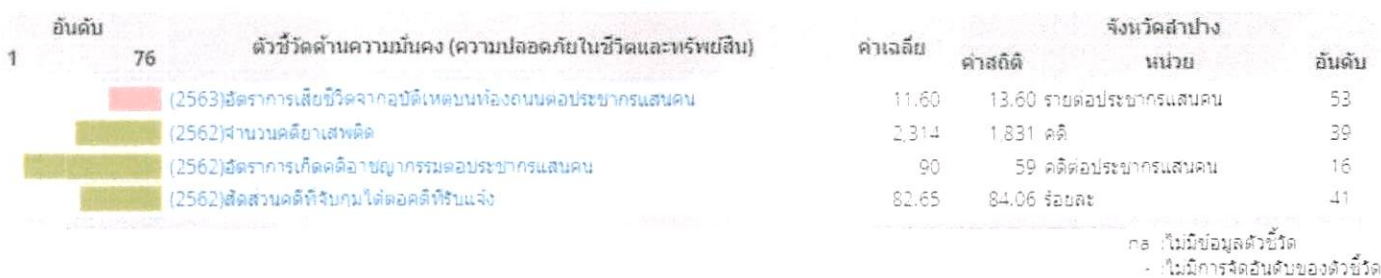 อันดับ
1 76 ตัวชี้วัดด้านความมั่นคง (ความปลอดภัยในชีวิตและทรัพย์สิน) ค่าเฉลี่ย จังหวัดลำปาง
ค่าสถิติ หน่วย อันดับ
(2563)อัตราการเสียชีวิตจากอุบัติเหตุบนท้องถนนต่อประชากรแสนคน 11.60 13.60 รายต่อประชากรแสนคน 53
(2562)จำนวนคดียาเสพติด 2,314 1,831 คดี 39
(2562)อัตราการเกิดคดีอาชญากรรมต่อประชากรแสนคน 90 59 คดีต่อประชากรแสนคน 16
(2562)สัดส่วนคดีที่จับกุมได้ต่อคดีที่รับแจ้ง 82.65 84.06 ร้อยละ 41
na :ไม่มีข้อมูลตัวชี้วัด
- :ไม่มีการจัดอันดับของตัวชี้วัด